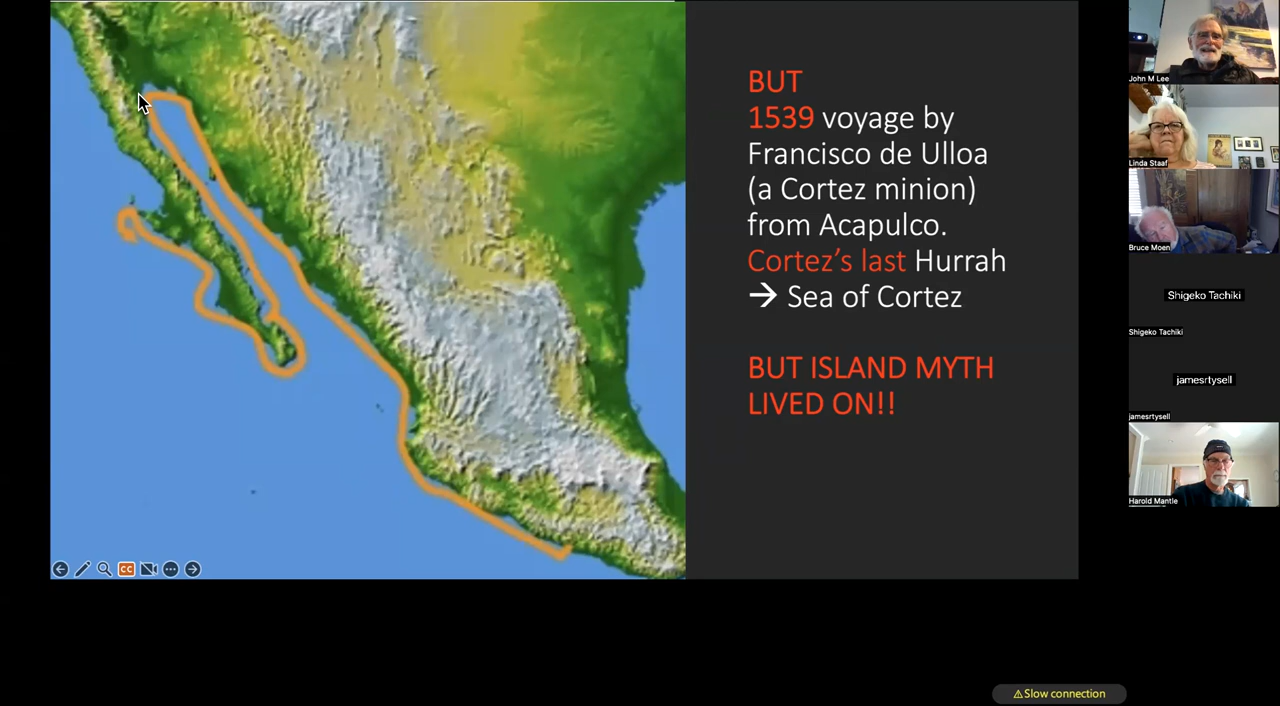 BUT
1539 voyage by
Francisco de Ulloa
(a Cortez minion)
from Acapulco.
Cortez’s last Hurrah
→ Sea of Cortez
BUT ISLAND MYTH
LIVED ON!!
CC
John M Lee
Linda Staaf
Bruce Moen
Shigeko Tachiki
Shigeko Tachiki
jamesrtysell
jamesrtysell
Harold Mantle
⚠Slow connection